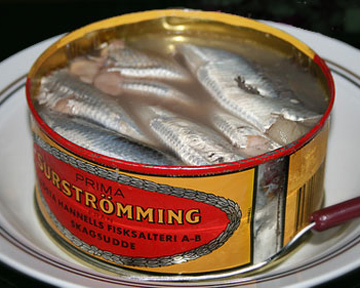 PRIMA
SURSTRÖMMING
HANNELLS FISKSALTERI A-B
SKAGSUDDE